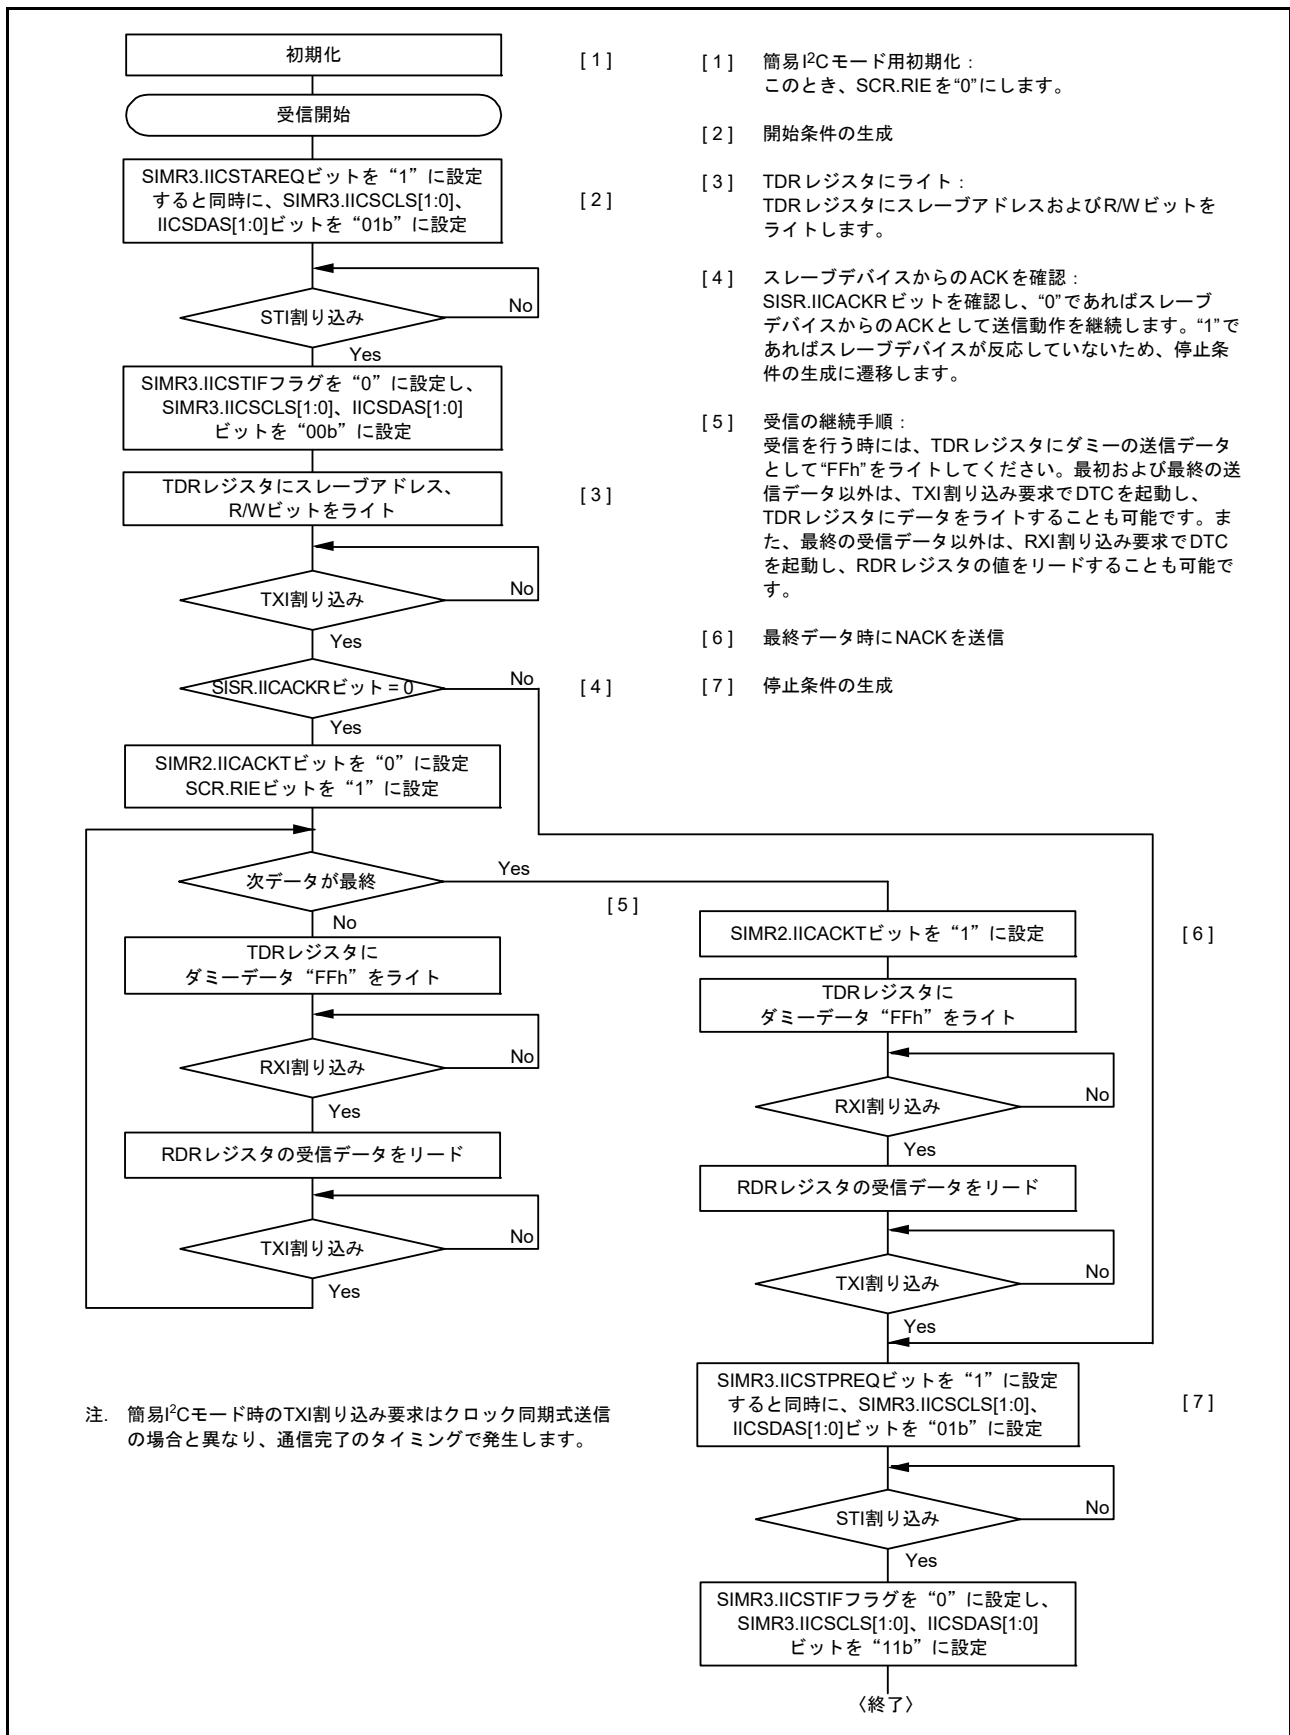 初期化
[ 1 ]
受信開始
SIMR3.IICSTAREQビットを“1”に設定
すると同時に、SIMR3.IICSCLS[1:0]、
IICSDAS[1:0]ビットを“01b”に設定
[ 2 ]
STI割り込み
No
Yes
SIMR3.IICSTIFフラグを“0”に設定し、
SIMR3.IICSCLS[1:0]、IICSDAS[1:0]
ビットを“00b”に設定
TDRレジスタにスレーブアドレス、
R/Wビットをライト
[ 3 ]
TXI割り込み
No
Yes
SISR.IICACKRビット = 0
No
[ 4 ]
Yes
SIMR2.IICACKTビットを“0”に設定
SCR.RIEビットを“1”に設定
次データが最終
Yes
[ 5 ]
No
TDRレジスタに
ダミーデータ“FFh”をライト
RXI割り込み
No
Yes
RDRレジスタの受信データをリード
TXI割り込み
No
Yes
注. 簡易I²Cモード時のTXI割り込み要求はクロック同期式送信
の場合と異なり、通信完了のタイミングで発生します。
[ 1 ] 簡易I²Cモード用初期化：
このとき、SCR.RIEを“0”にします。
[ 2 ] 開始条件の生成
[ 3 ] TDRレジスタにライト：
TDRレジスタにスレーブアドレスおよびR/Wビットを
ライトします。
[ 4 ] スレーブデバイスからのACKを確認：
SISR.IICACKRビットを確認し、“0”であればスレーブ
デバイスからのACKとして送信動作を継続します。“1”で
あればスレーブデバイスが反応していないため、停止条
件の生成に遷移します。
[ 5 ] 受信の継続手順：
受信を行う時には、TDRレジスタにダミーの送信データ
として“FFh”をライトしてください。最初および最終の送
信データ以外は、TXI割り込み要求でDTCを起動し、
TDRレジスタにデータをライトすることも可能です。ま
た、最終の受信データ以外は、RXI割り込み要求でDTC
を起動し、RDRレジスタの値をリードすることも可能で
す。
[ 6 ] 最終データ時にNACKを送信
[ 7 ] 停止条件の生成
SIMR2.IICACKTビットを“1”に設定
[ 6 ]
TDRレジスタに
ダミーデータ“FFh”をライト
RXI割り込み
No
Yes
RDRレジスタの受信データをリード
TXI割り込み
No
Yes
SIMR3.IICSTPREQビットを“1”に設定
すると同時に、SIMR3.IICSCLS[1:0]、
IICSDAS[1:0]ビットを“01b”に設定
[ 7 ]
STI割り込み
No
Yes
SIMR3.IICSTIFフラグを“0”に設定し、
SIMR3.IICSCLS[1:0]、IICSDAS[1:0]
ビットを“11b”に設定
〈終了〉